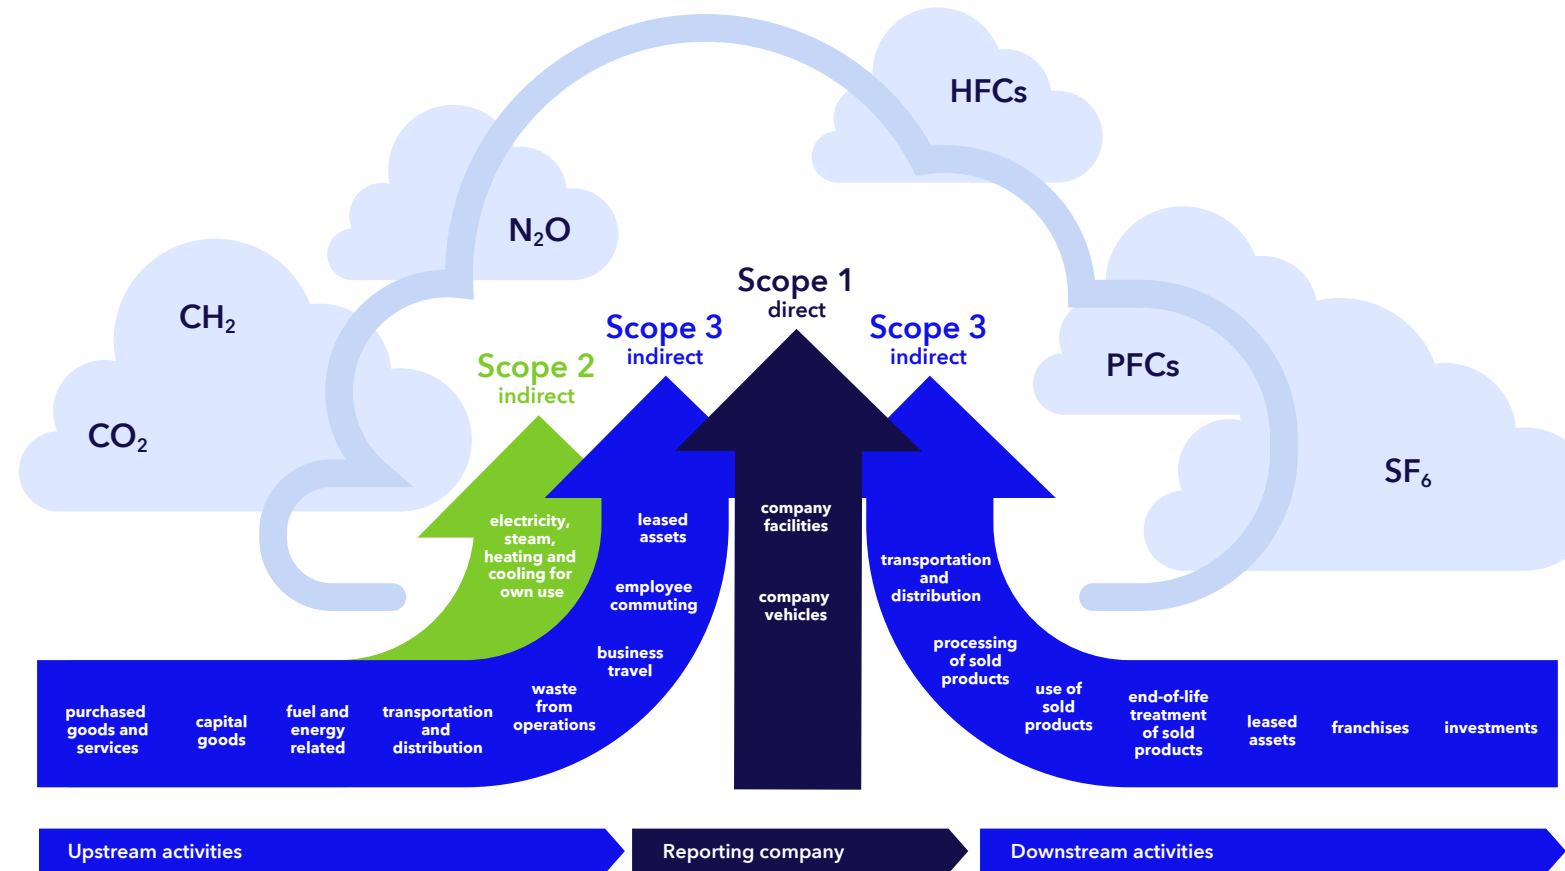 HFCs
N₂O
CH₂
CO₂
PFCs
SF₆
Scope 1
direct
Scope 3
indirect
Scope 3
indirect
Scope 2
indirect
electricity,
steam,
heating and
cooling for
own use
leased
assets
employee
commuting
business
travel
waste
from
operations
transportation
and
distribution
fuel and
energy
related
capital
goods
purchased
goods and
services
company
facilities
company
vehicles
transportation
and
distribution
processing
of sold
products
use of
sold
products
end-of-life
treatment
of sold
products
leased
assets
franchises
investments
Upstream activities
Reporting company
Downstream activities